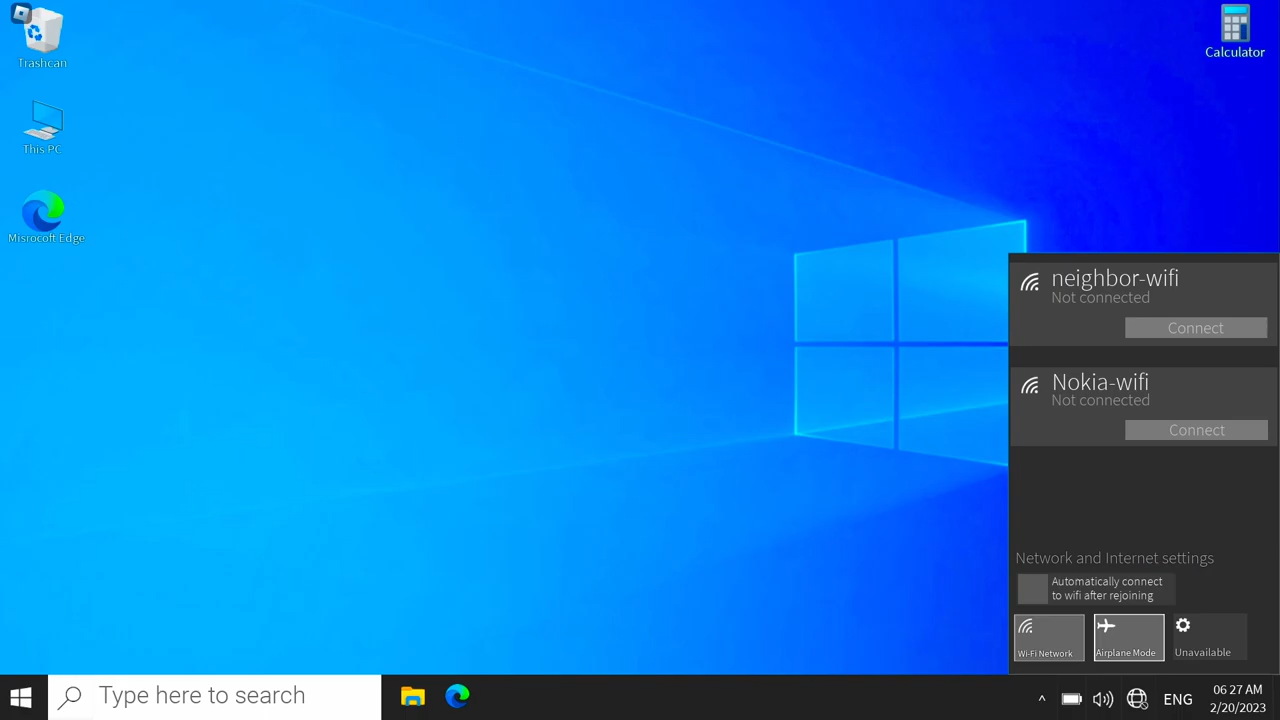 Trashcan
This PC
Misrocoft Edge
Calculator
neighbor-wifi
Not connected
Connect
Nokia-wifi
Not connected
Connect
Network and Internet settings
Automatically connect
to wifi after rejoining
Wi-Fi Network
Airplane Mode
Unavailable
Type here to search
ENG
06:27 AM
2/20/2023